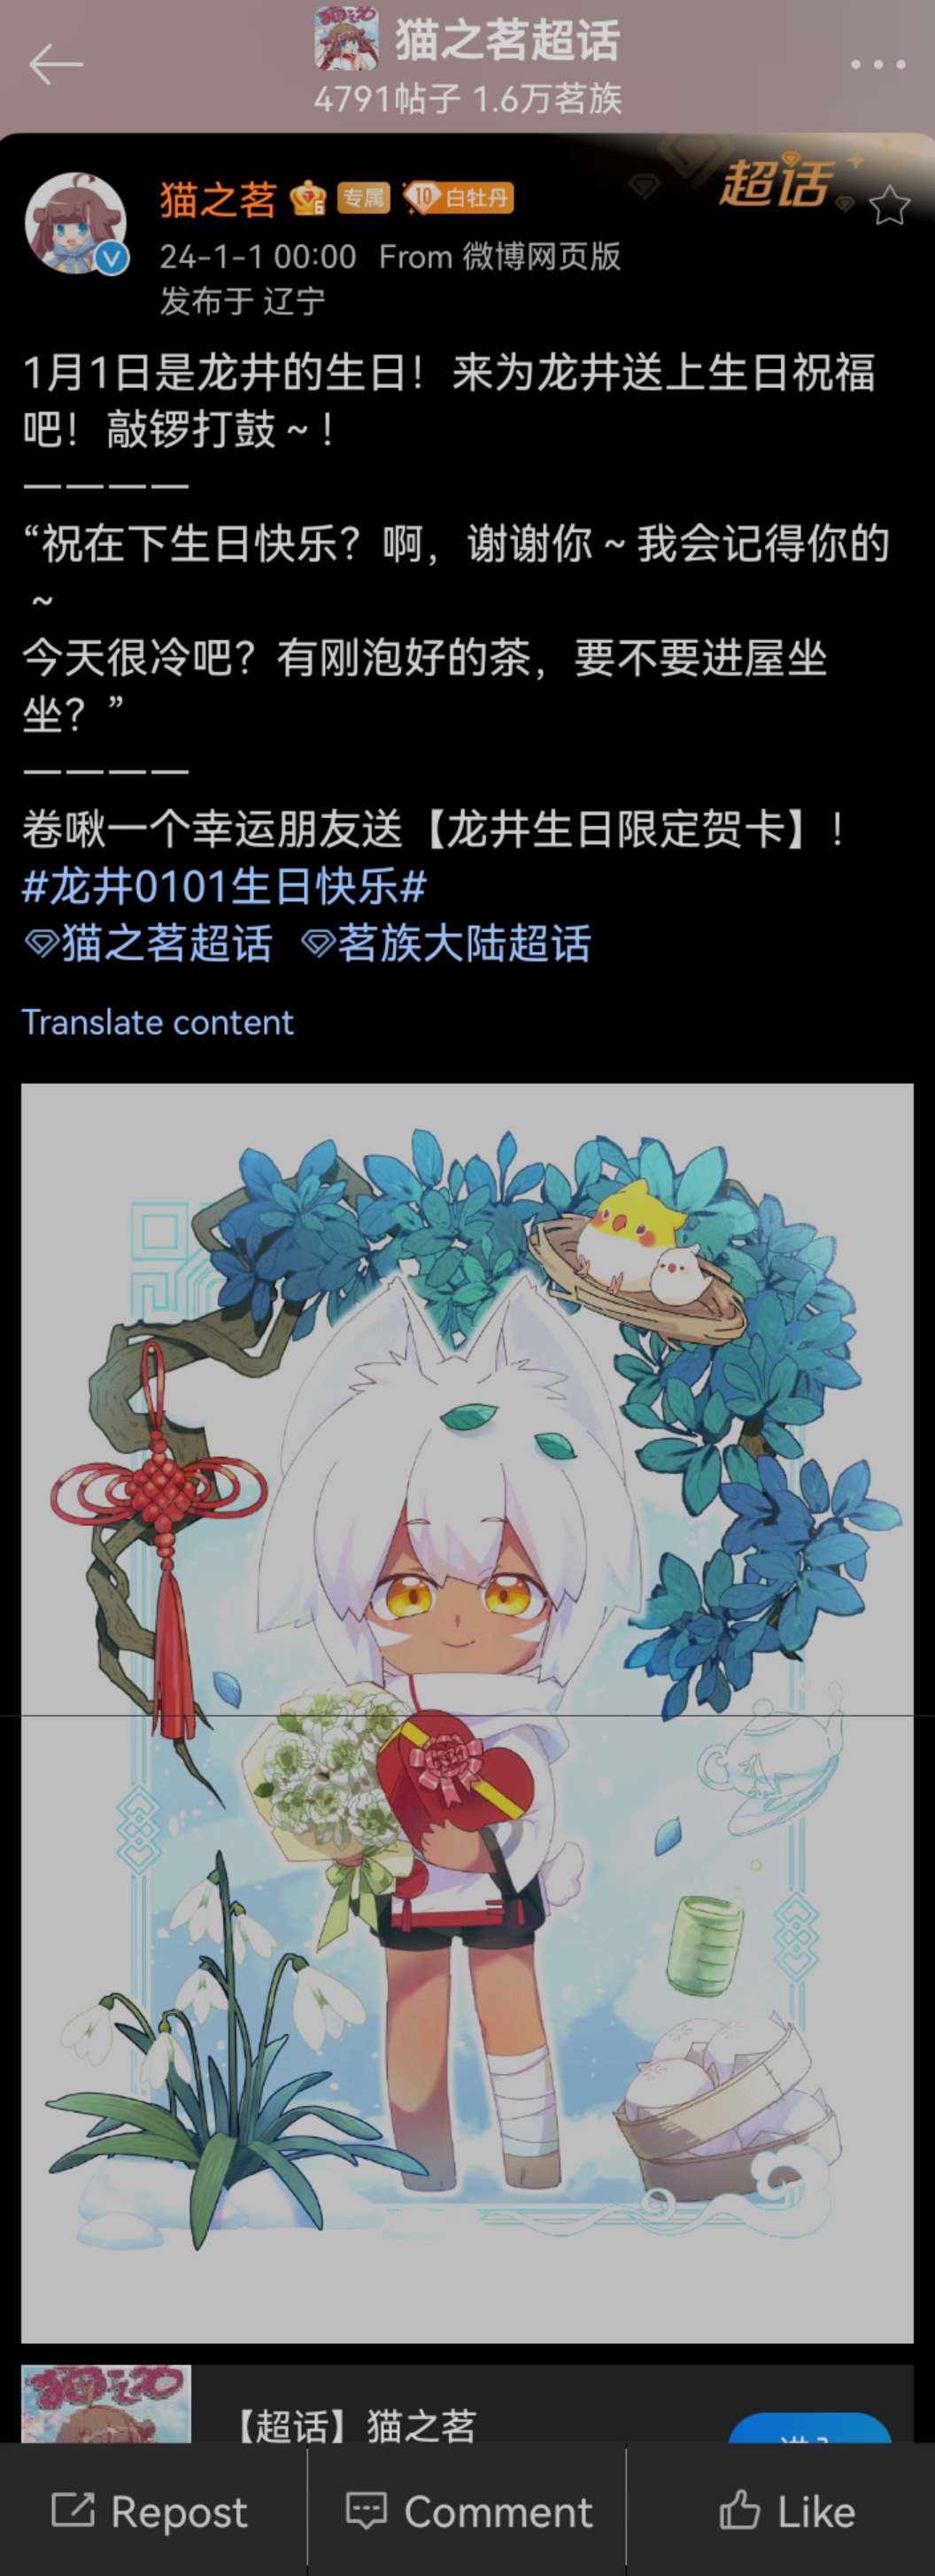 猫之茗超话
4791帖子 1.6万茗族
超话
猫之茗 6 专属 10 白牡丹
24-1-1 00:00 From 微博网页版
发布于 辽宁
1月1日是龙井的生日！来为龙井送上生日祝福
吧！敲锣打鼓～！
————
“祝在下生日快乐？啊，谢谢你～我会记得你的
～
今天很冷吧？有刚泡好的茶，要不要进屋坐
坐？”
————
卷啾一个幸运朋友送【龙井生日限定贺卡】！
#龙井0101生日快乐#
猫之茗超话 茗族大陆超话
Translate content
【超话】猫之茗
Repost Comment Like